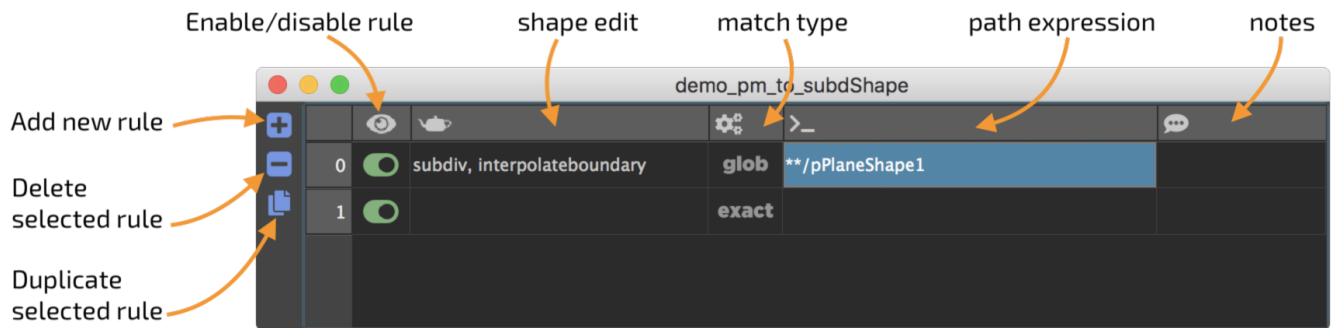 Enable/disable rule shape edit match type path expression notes
demo_pm_to_subdShape
Add new rule
0 subdiv, interpolateboundary glob **/pPlaneShape1
Delete
selected rule
1 exact
Duplicate
selected rule